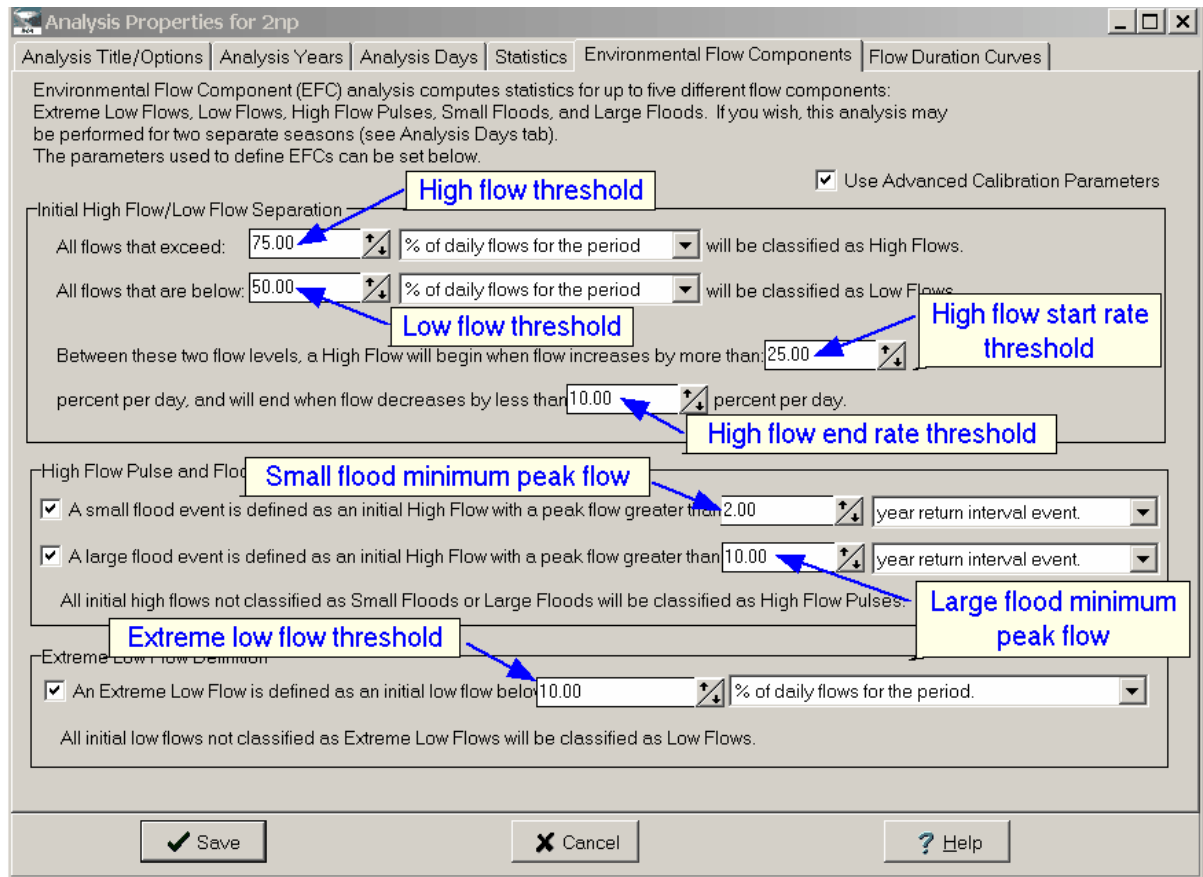 Analysis Properties for 2np
Analysis Title/Options
Analysis Years
Analysis Days
Statistics
Environmental Flow Components
Flow Duration Curves
Environmental Flow Component (EFC) analysis computes statistics for up to five different flow components:
Extreme Low Flows, Low Flows, High Flow Pulses, Small Floods, and Large Floods. If you wish, this analysis may
be performed for two separate seasons (see Analysis Days tab).
The parameters used to define EFCs can be set below.
High flow threshold
Use Advanced Calibration Parameters
Initial High Flow/Low Flow Separation
All flows that exceed: 75.00 % of daily flows for the period will be classified as High Flows.
All flows that are below: 50.00 % of daily flows for the period will be classified as Low Flows
Low flow threshold
High flow start rate
threshold
Between these two flow levels, a High Flow will begin when flow increases by more than: 25.00
percent per day, and will end when flow decreases by less than 10.00 percent per day.
High flow end rate threshold
High Flow Pulse and
Small flood minimum peak flow
A small flood event is defined as an initial High Flow with a peak flow greater than 2.00 year return interval event.
A large flood event is defined as an initial High Flow with a peak flow greater than 10.00 year return interval event.
All initial high flows not classified as Small Floods or Large Floods will be classified as High Flow Pulses.
Large flood minimum
peak flow
Extreme low flow threshold
Extreme Low Flow Definition
An Extreme Low Flow is defined as an initial low flow below 10.00 % of daily flows for the period.
All initial low flows not classified as Extreme Low Flows will be classified as Low Flows.
Save
Cancel
Help